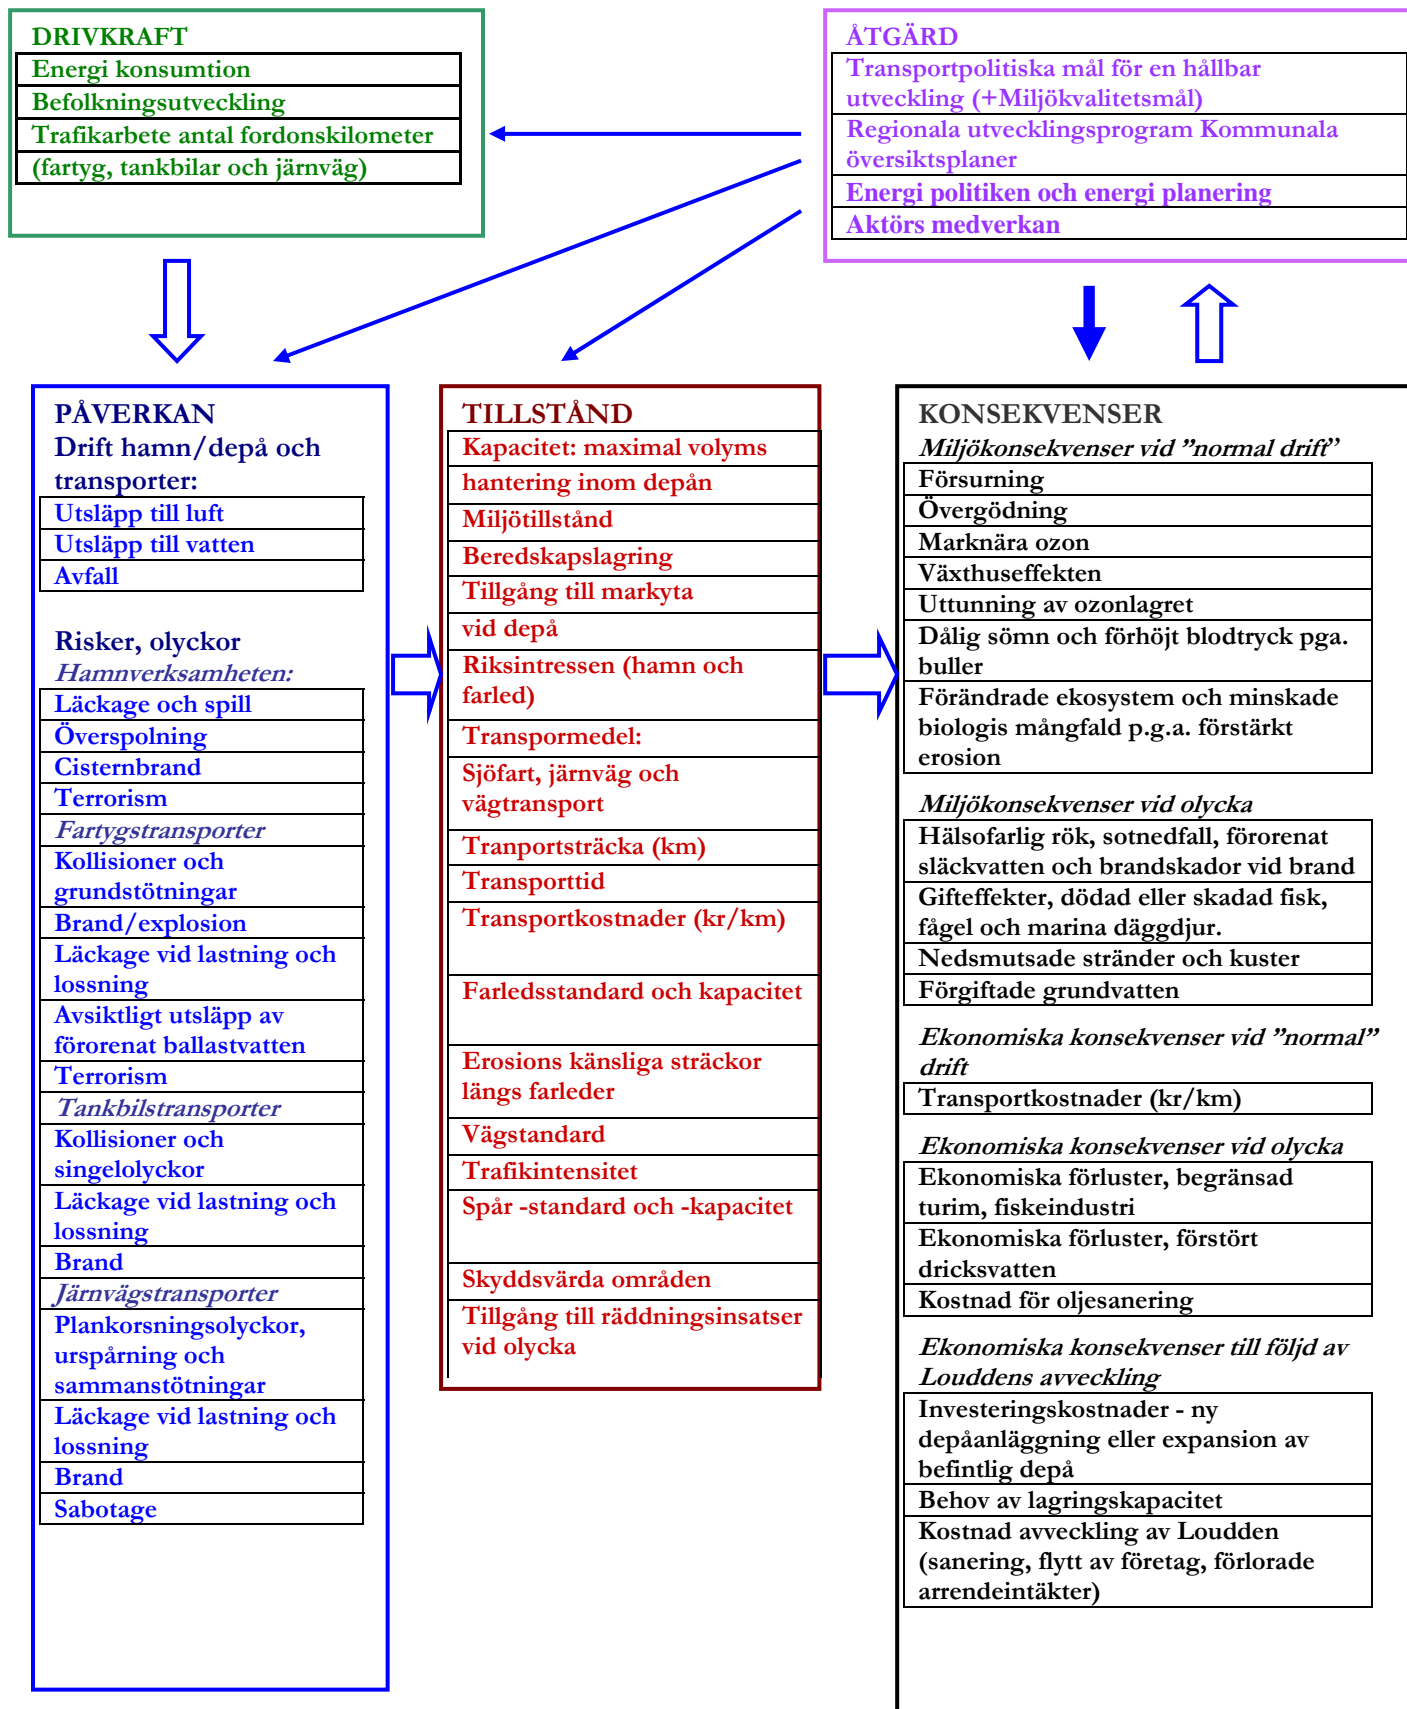 DRIVKRAFT
Energi konsumtion
Befolkningsutveckling
Trafikarbete antal fordonskilometer
(fartyg, tankbilar och järnväg)
ÅTGÄRD
Transportpolitiska mål för en hållbar
utveckling (+Miljökvalitetsmål)
Regionala utvecklingsprogram Kommunala
översiktsplaner
Energi politiken och energi planering
Aktörs medverkan
PÅVERKAN
Drift hamn/depå och
transporter:
Utsläpp till luft
Utsläpp till vatten
Avfall
Risker, olyckor
Hamnverksamheten:
Läckage och spill
Överspolning
Cisternbrand
Terrorism
Fartygstransporter
Kollisioner och
grundstötningar
Brand/explosion
Läckage vid lastning och
lossning
Avsiktligt utsläpp av
förorenat ballastvatten
Terrorism
Tankbilstransporter
Kollisioner och
singelolyckor
Läckage vid lastning och
lossning
Brand
Järnvägstransporter
Plankorsningsolyckor,
urspårning och
sammanstötningar
Läckage vid lastning och
lossning
Brand
Sabotage
TILLSTÅND
Kapacitet: maximal volyms
hantering inom depån
Miljötillstånd
Beredskapslagring
Tillgång till markyta
vid depå
Riksintressen (hamn och
farled)
Transpormedel:
Sjöfart, järnväg och
vägtransport
Tranportsträcka (km)
Transporttid
Transportkostnader (kr/km)
Farledsstandard och kapacitet
Erosions känsliga sträckor
längs farleder
Vägstandard
Trafikintensitet
Spår -standard och -kapacitet
Skyddsvärda områden
Tillgång till räddningsinsatser
vid olycka
KONSEKVENSER
Miljökonsekvenser vid ”normal drift”
Försurning
Övergödning
Marknära ozon
Växthuseffekten
Uttunning av ozonlagret
Dålig sömn och förhöjt blodtryck pga.
buller
Förändrade ekosystem och minskade
biologis mångfald p.g.a. förstärkt
erosion
Miljökonsekvenser vid olycka
Hälsofarlig rök, sotnedfall, förorenat
släckvatten och brandskador vid brand
Gifteffekter, dödad eller skadad fisk,
fågel och marina däggdjur.
Nedsmutsade stränder och kuster
Förgiftade grundvatten
Ekonomiska konsekvenser vid ”normal”
drift
Transportkostnader (kr/km)
Ekonomiska konsekvenser vid olycka
Ekonomiska förluster, begränsad
turim, fiskeindustri
Ekonomiska förluster, förstört
dricksvatten
Kostnad för oljesanering
Ekonomiska konsekvenser till följd av
Louddens avveckling
Investeringskostnader - ny
depåanläggning eller expansion av
befintlig depå
Behov av lagringskapacitet
Kostnad avveckling av Loudden
(sanering, flytt av företag, förlorade
arrendeintäkter)